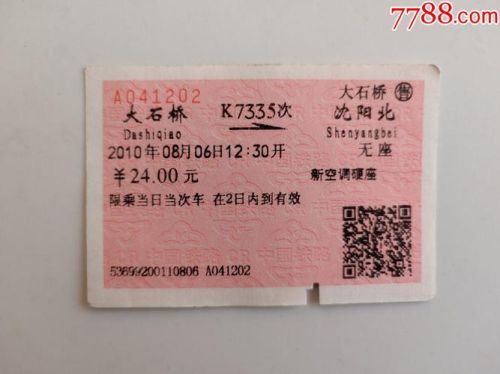 7788.com
A041202
大石桥 售
大石桥 K7335次 沈阳北
Dashiqiao Shenyangbei
2010年08月06日12:30开 无座
￥24.00元 新空调硬座
限乘当日当次车 在2日内到有效
53699200110806 A041202